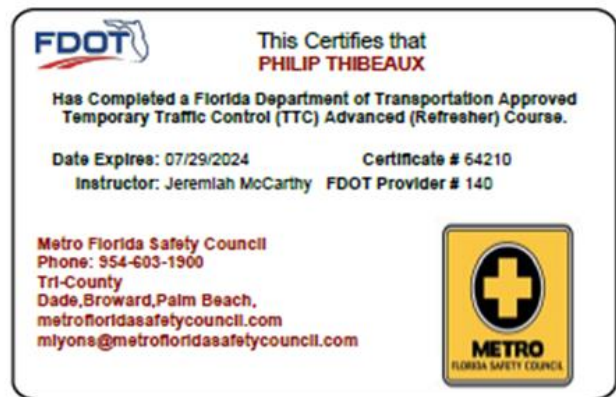 FDOT
This Certifies that
PHILIP THIBEAUX
Has Completed a Florida Department of Transportation Approved
Temporary Traffic Control (TTC) Advanced (Refresher) Course.
Date Expires: 07/29/2024 Certificate # 64210
Instructor: Jeremiah McCarthy FDOT Provider # 140
Metro Florida Safety Council
Phone: 954-603-1900
Tri-County
Dade,Broward,Palm Beach,
metrofloridasafetycouncil.com
mlyons@metrofloridasafetycouncil.com
METRO
FLORIDA SAFETY COUNCIL